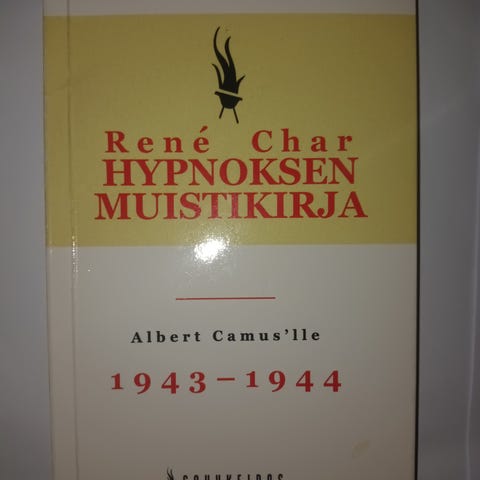 René Char
HYPNOKSEN
MUISTIKIRJA
Albert Camus'lle
1943–1944